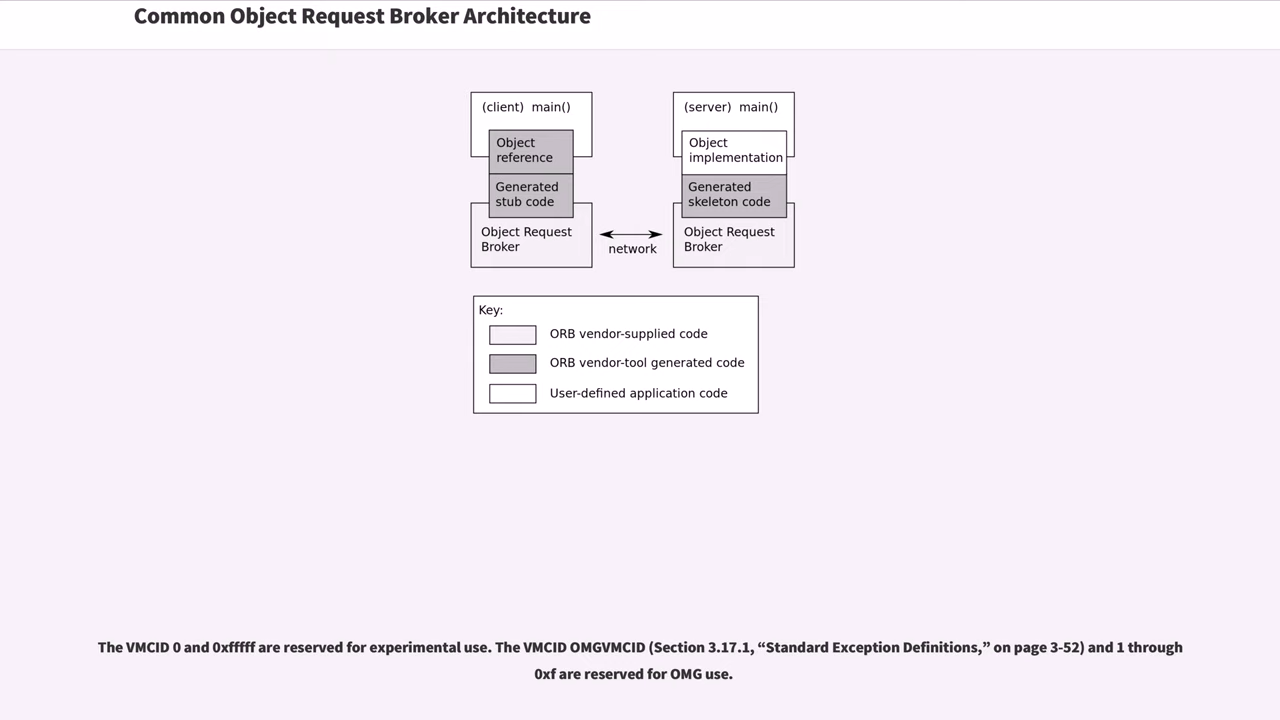 Common Object Request Broker Architecture
(client) main()
Object
reference
Generated
stub code
Object Request
Broker
network
(server) main()
Object
implementation
Generated
skeleton code
Object Request
Broker
Key:
ORB vendor-supplied code
ORB vendor-tool generated code
User-defined application code
The VMCID 0 and 0xfffff are reserved for experimental use. The VMCID OMGVMCID (Section 3.17.1, “Standard Exception Definitions,” on page 3-52) and 1 through
0xf are reserved for OMG use.